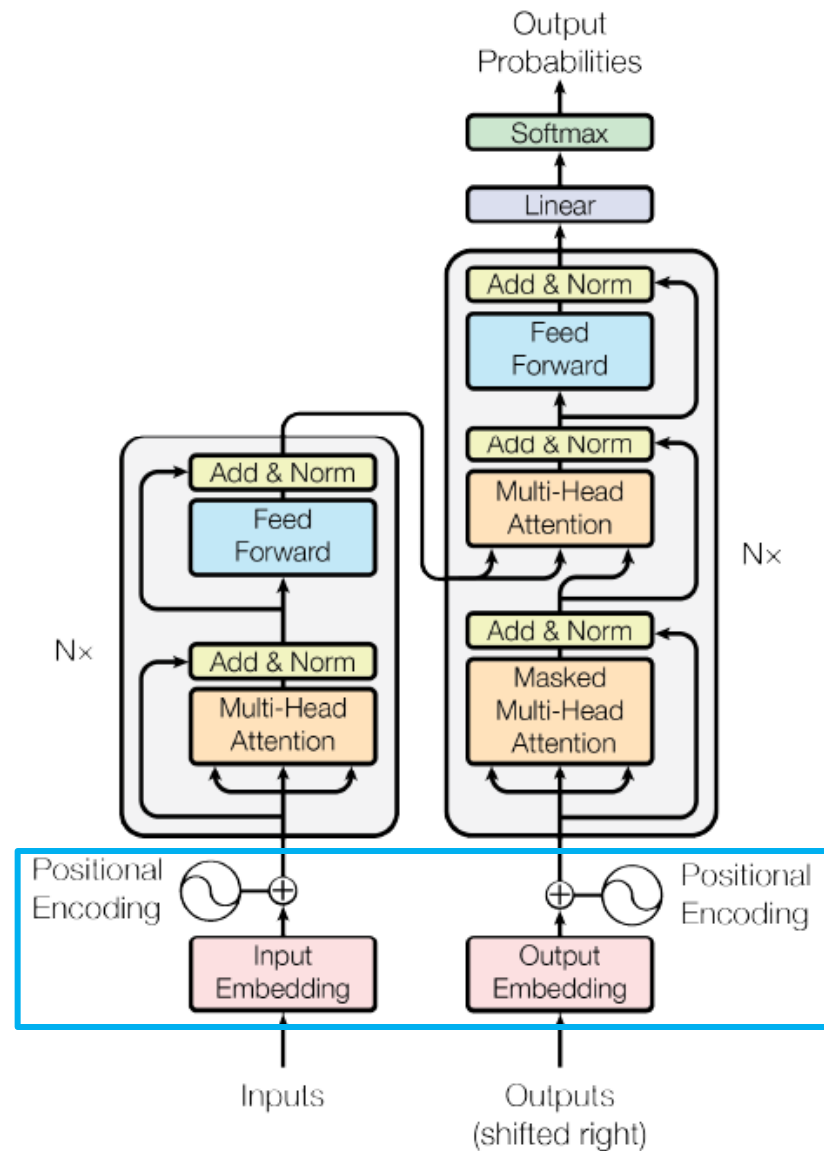 Output
Probabilities
Softmax
Linear
Add & Norm
Feed
Forward
Add & Norm
Multi-Head
Attention
Add & Norm
Masked
Multi-Head
Attention
Nx
Add & Norm
Feed
Forward
Add & Norm
Multi-Head
Attention
Nx
Positional
Encoding
Positional
Encoding
Input
Embedding
Output
Embedding
Inputs
Outputs
(shifted right)